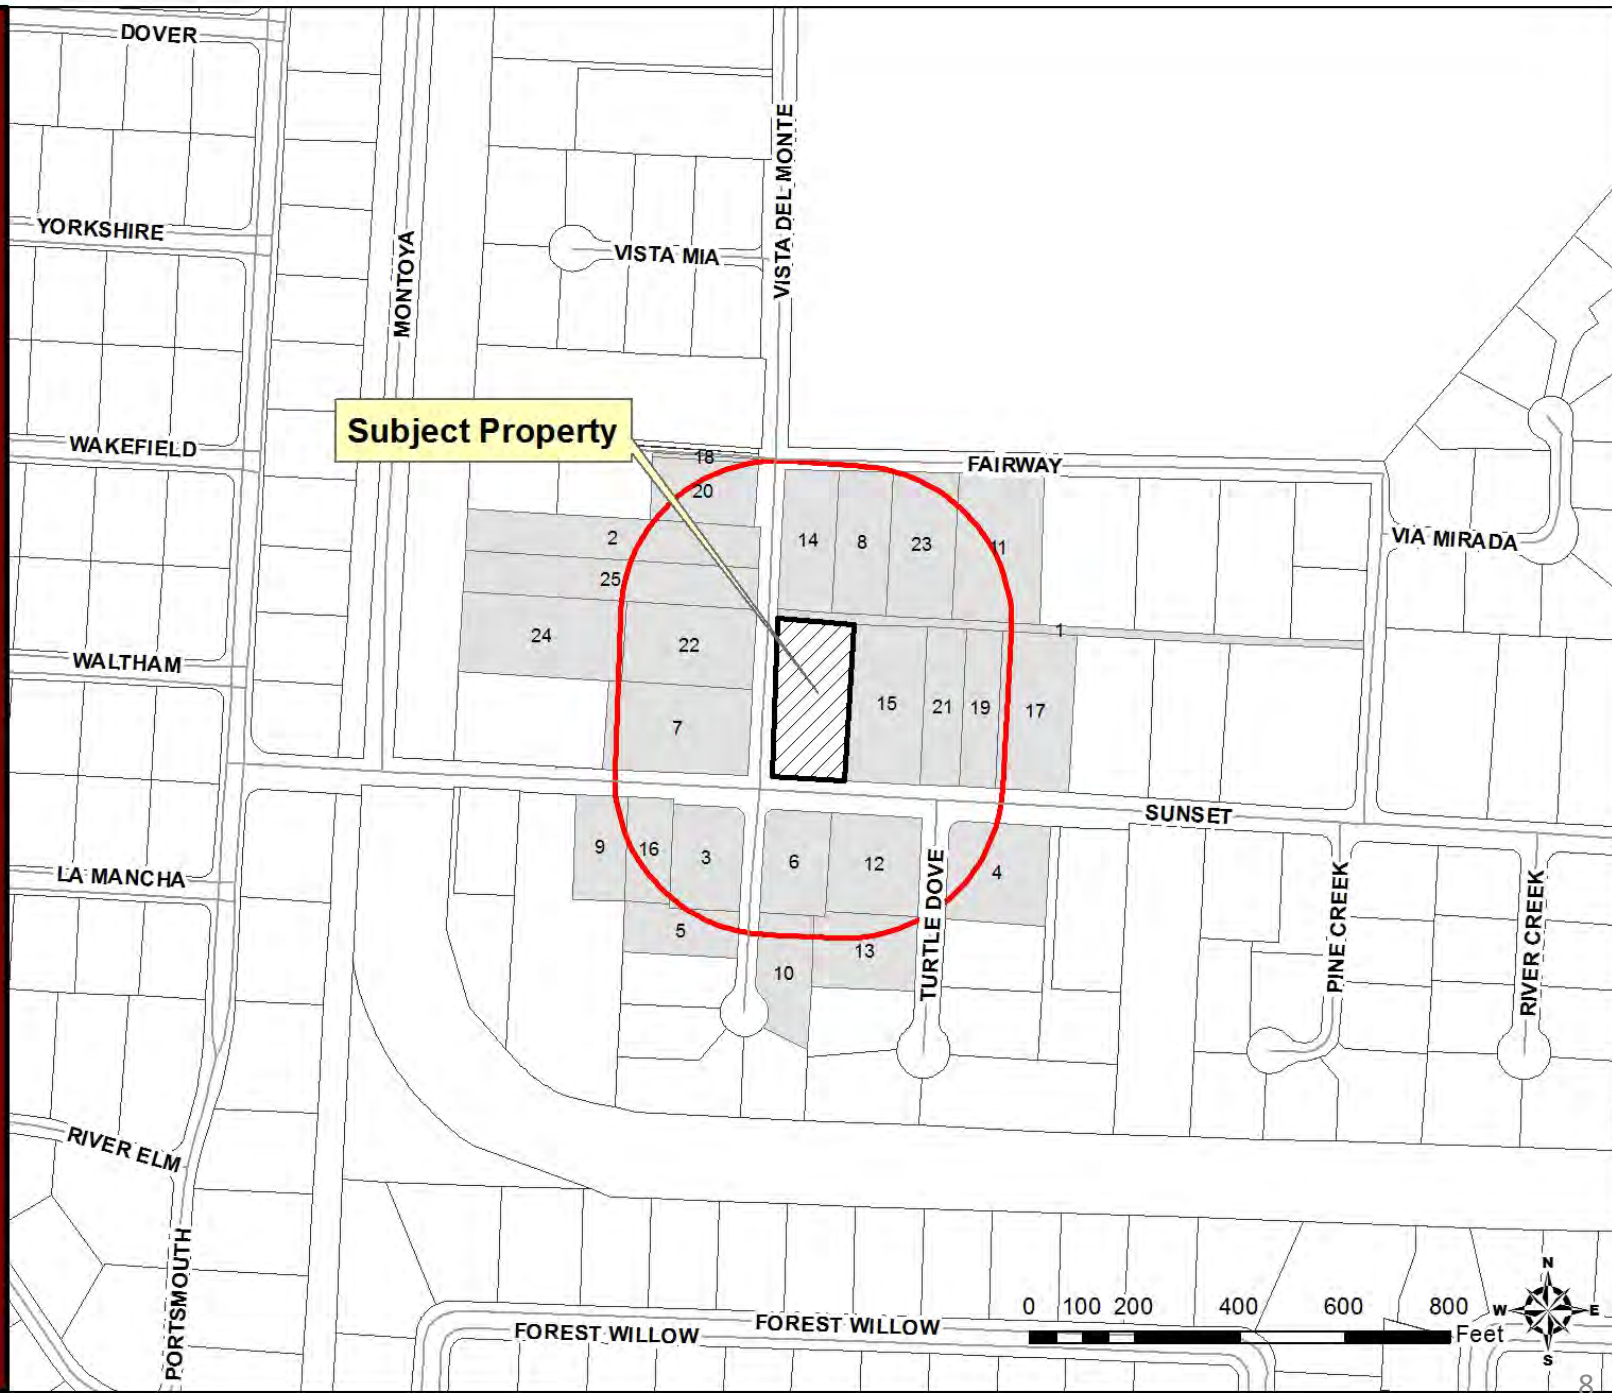 DOVER
VISTA DEL MONTE
YORKSHIRE
MONTOYA
VISTA MIA
Subject Property
WAKEFIELD
18
FAIRWAY
20
2
14
8
23
11
VIA MIRADA
25
24
22
1
WALTHAM
15
21
19
17
7
SUNSET
9
16
3
6
12
4
LA MANCHA
TURTLE DOVE
PINE CREEK
RIVER CREEK
5
13
10
RIVER ELM
PORTSMOUTH
FOREST WILLOW
FOREST WILLOW
0 100 200 400 600 800
Feet
N
W E
S
8